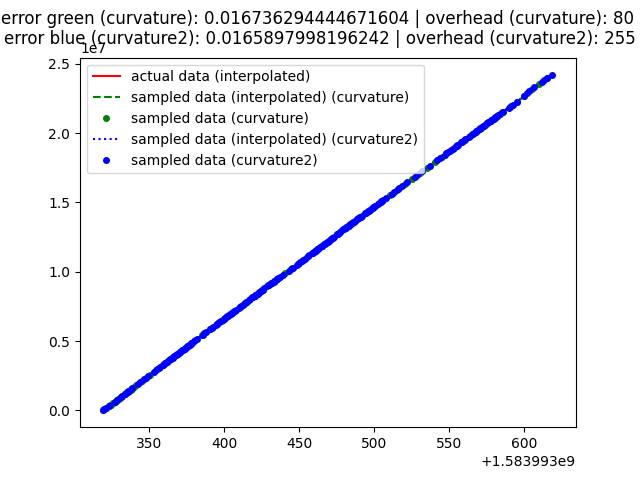 error green (curvature): 0.016736294444671604 | overhead (curvature): 80
error blue (curvature2): 0.0165897998196242 | overhead (curvature2): 255
1e7
actual data (interpolated)
sampled data (interpolated) (curvature)
sampled data (curvature)
sampled data (interpolated) (curvature2)
sampled data (curvature2)
2.5
2.0
1.5
1.0
0.5
0.0
350 400 450 500 550 600
+1.583993e9